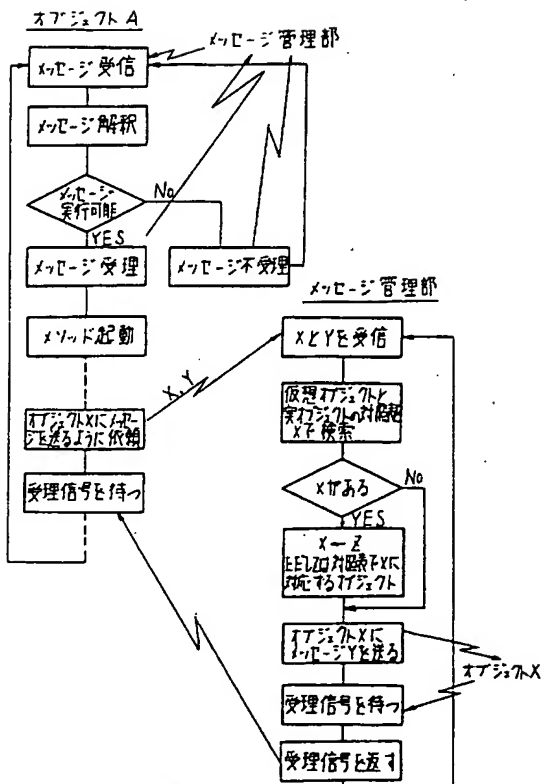 オブジェクトA
メッセージ管理部
メッセージ受信
メッセージ解釈
メッセージ
実行可能
No
YES
メッセージ受理
メッセージ不受理
メソッド起動
X,Y
オブジェクトXにメッセー
ジを送るように依頼
受理信号を待つ
メッセージ管理部
XとYを受信
仮想オブジェクトと
実オブジェクトの対照表
Xで検索
Xがある
No
YES
X←Z
但しZは対照表でXに
対応するオブジェクト
オブジェクトXに
メッセージYを送る
オブジェクトX
受理信号を待つ
受理信号を返す